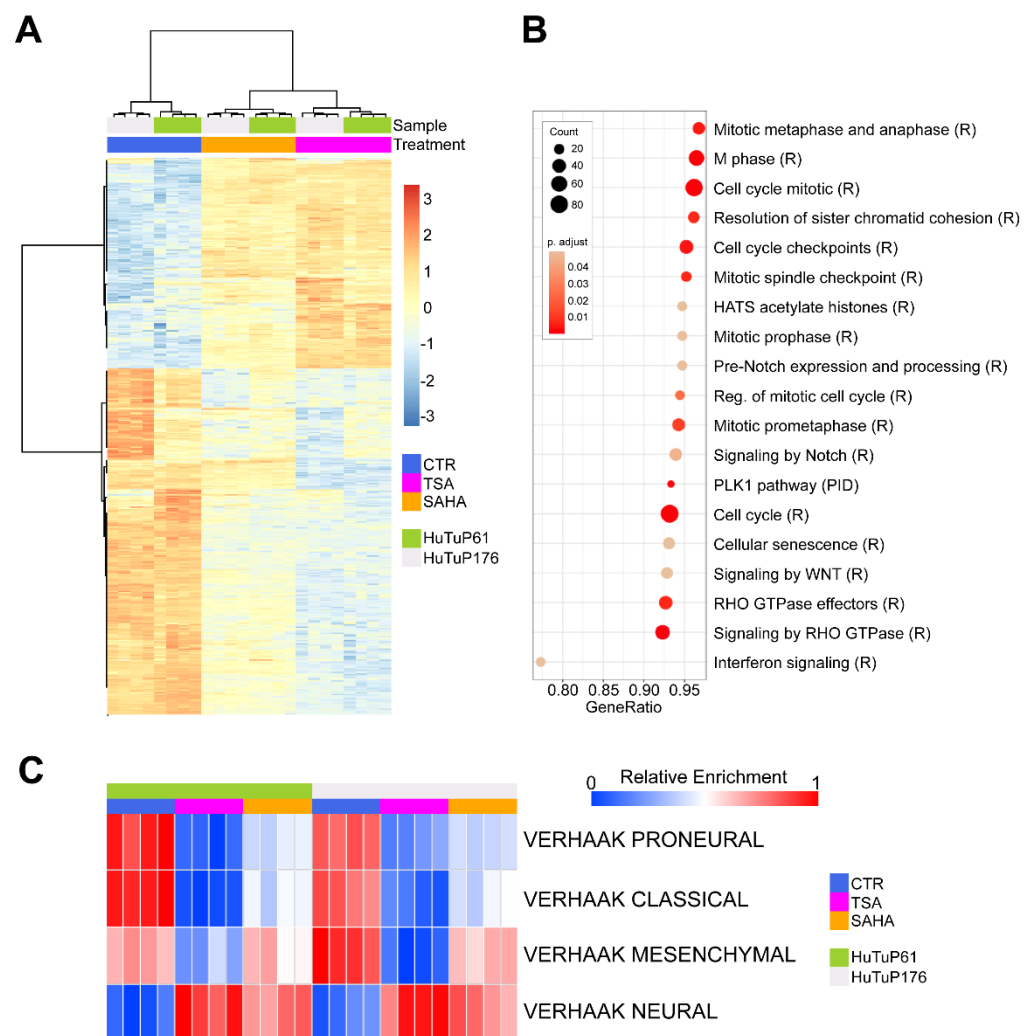 A
Sample
Treatment
3
2
1
0
-1
-2
-3
CTR
TSA
SAHA
HuTuP61
HuTuP176
B
Count
20
40
60
80
p. adjust
0.04
0.03
0.02
0.01
Mitotic metaphase and anaphase (R)
M phase (R)
Cell cycle mitotic (R)
Resolution of sister chromatid cohesion (R)
Cell cycle checkpoints (R)
Mitotic spindle checkpoint (R)
HATS acetylate histones (R)
Mitotic prophase (R)
Pre-Notch expression and processing (R)
Reg. of mitotic cell cycle (R)
Mitotic prometaphase (R)
Signaling by Notch (R)
PLK1 pathway (PID)
Cell cycle (R)
Cellular senescence (R)
Signaling by WNT (R)
RHO GTPase effectors (R)
Signaling by RHO GTPase (R)
Interferon signaling (R)
0.80 0.85 0.90 0.95
GeneRatio
C
Relative Enrichment
0 1
VERHAAK PRONEURAL
VERHAAK CLASSICAL
VERHAAK MESENCHYMAL
VERHAAK NEURAL
CTR
TSA
SAHA
HuTuP61
HuTuP176